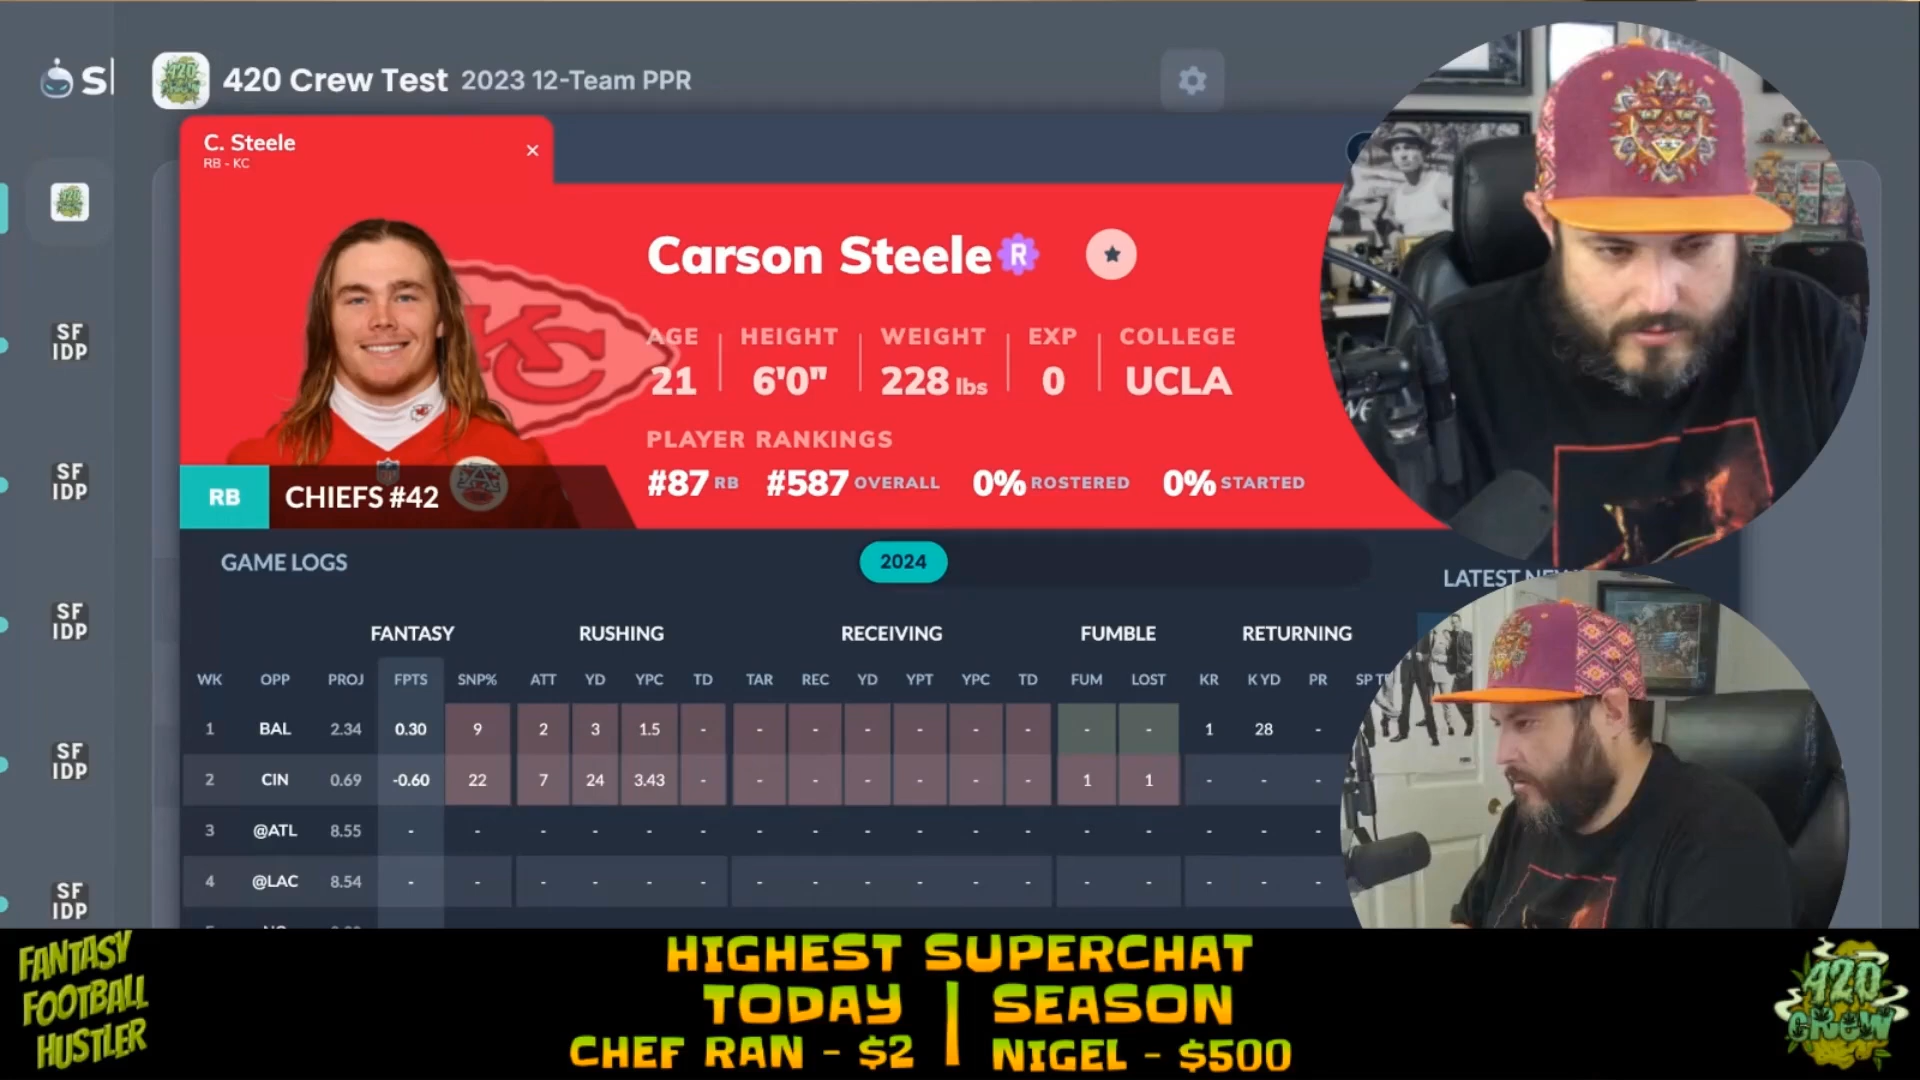 Sl
420 Crew Test 2023 12-Team PPR
C. Steele ×
RB - KC
Carson Steele R
AGE HEIGHT WEIGHT EXP COLLEGE
21 6'0" 228 lbs 0 UCLA
PLAYER RANKINGS
#87 RB #587 OVERALL 0% ROSTERED 0% STARTED
RB CHIEFS #42
KC
SF
IDP
SF
IDP
SF
IDP
SF
IDP
SF
IDP
GAME LOGS 2024 LATEST
FANTASY RUSHING RECEIVING FUMBLE RETURNING
WK OPP PROJ FPTS SNP% ATT YD YPC TD TAR REC YD YPT YPC TD FUM LOST KR K YD PR SP T
1 BAL 2.34 0.30 9 2 3 1.5 - - - - - - - - - 1 28 -
2 CIN 0.69 -0.60 22 7 24 3.43 - - - - - - - 1 1 - - -
3 @ATL 8.55 - - - - - - - - - - - - - - - - -
4 @LAC 8.54 - - - - - - - - - - - - - - - - -
FANTASY
FOOTBALL
HUSTLER
HIGHEST SUPERCHAT
TODAY | SEASON
CHEF RAN - $2 | NIGEL - $500
420
CREW